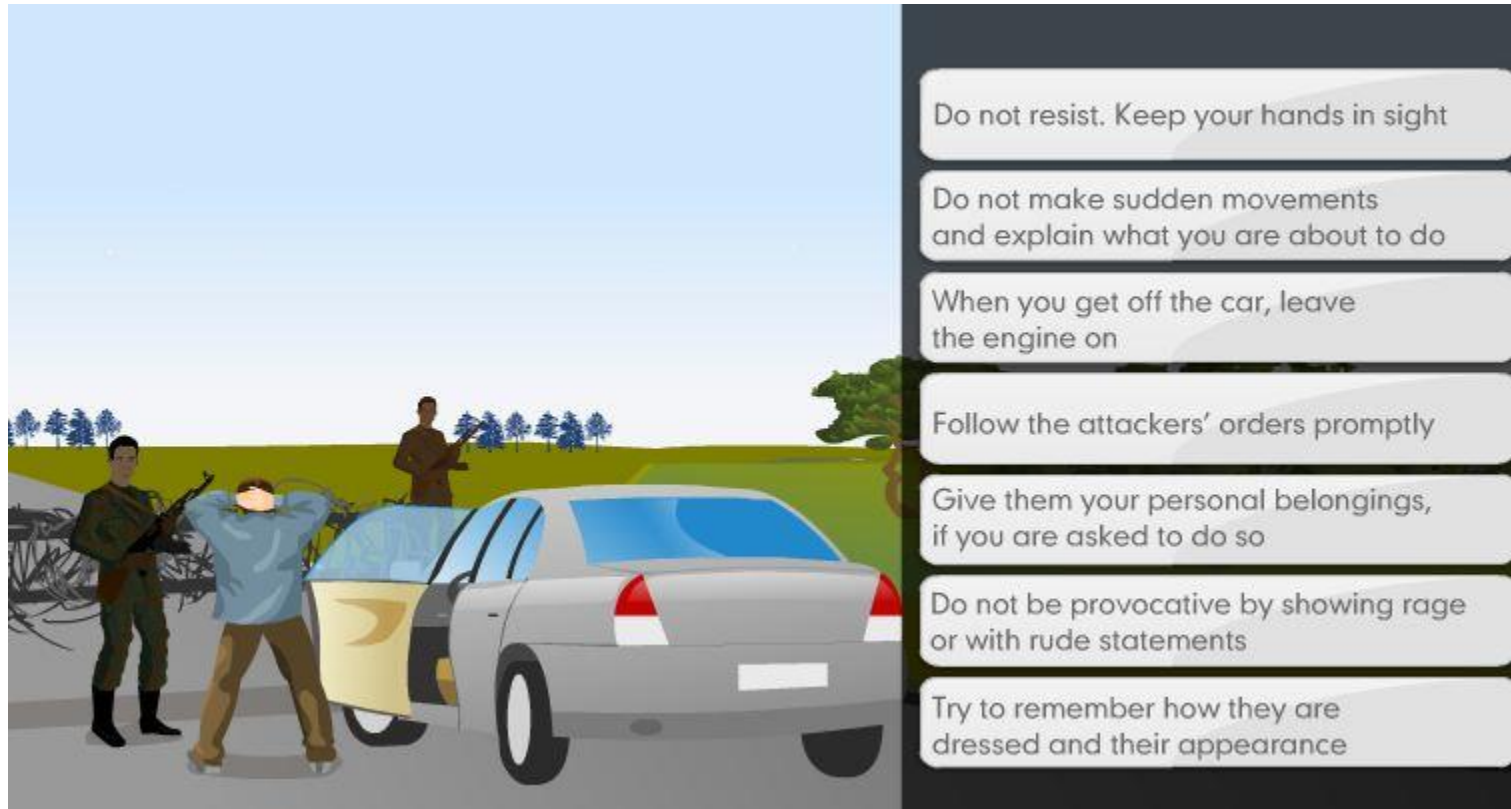 Do not resist. Keep your hands in sight
Do not make sudden movements
and explain what you are about to do
When you get off the car, leave
the engine on
Follow the attackers’ orders promptly
Give them your personal belongings,
if you are asked to do so
Do not be provocative by showing rage
or with rude statements
Try to remember how they are
dressed and their appearance